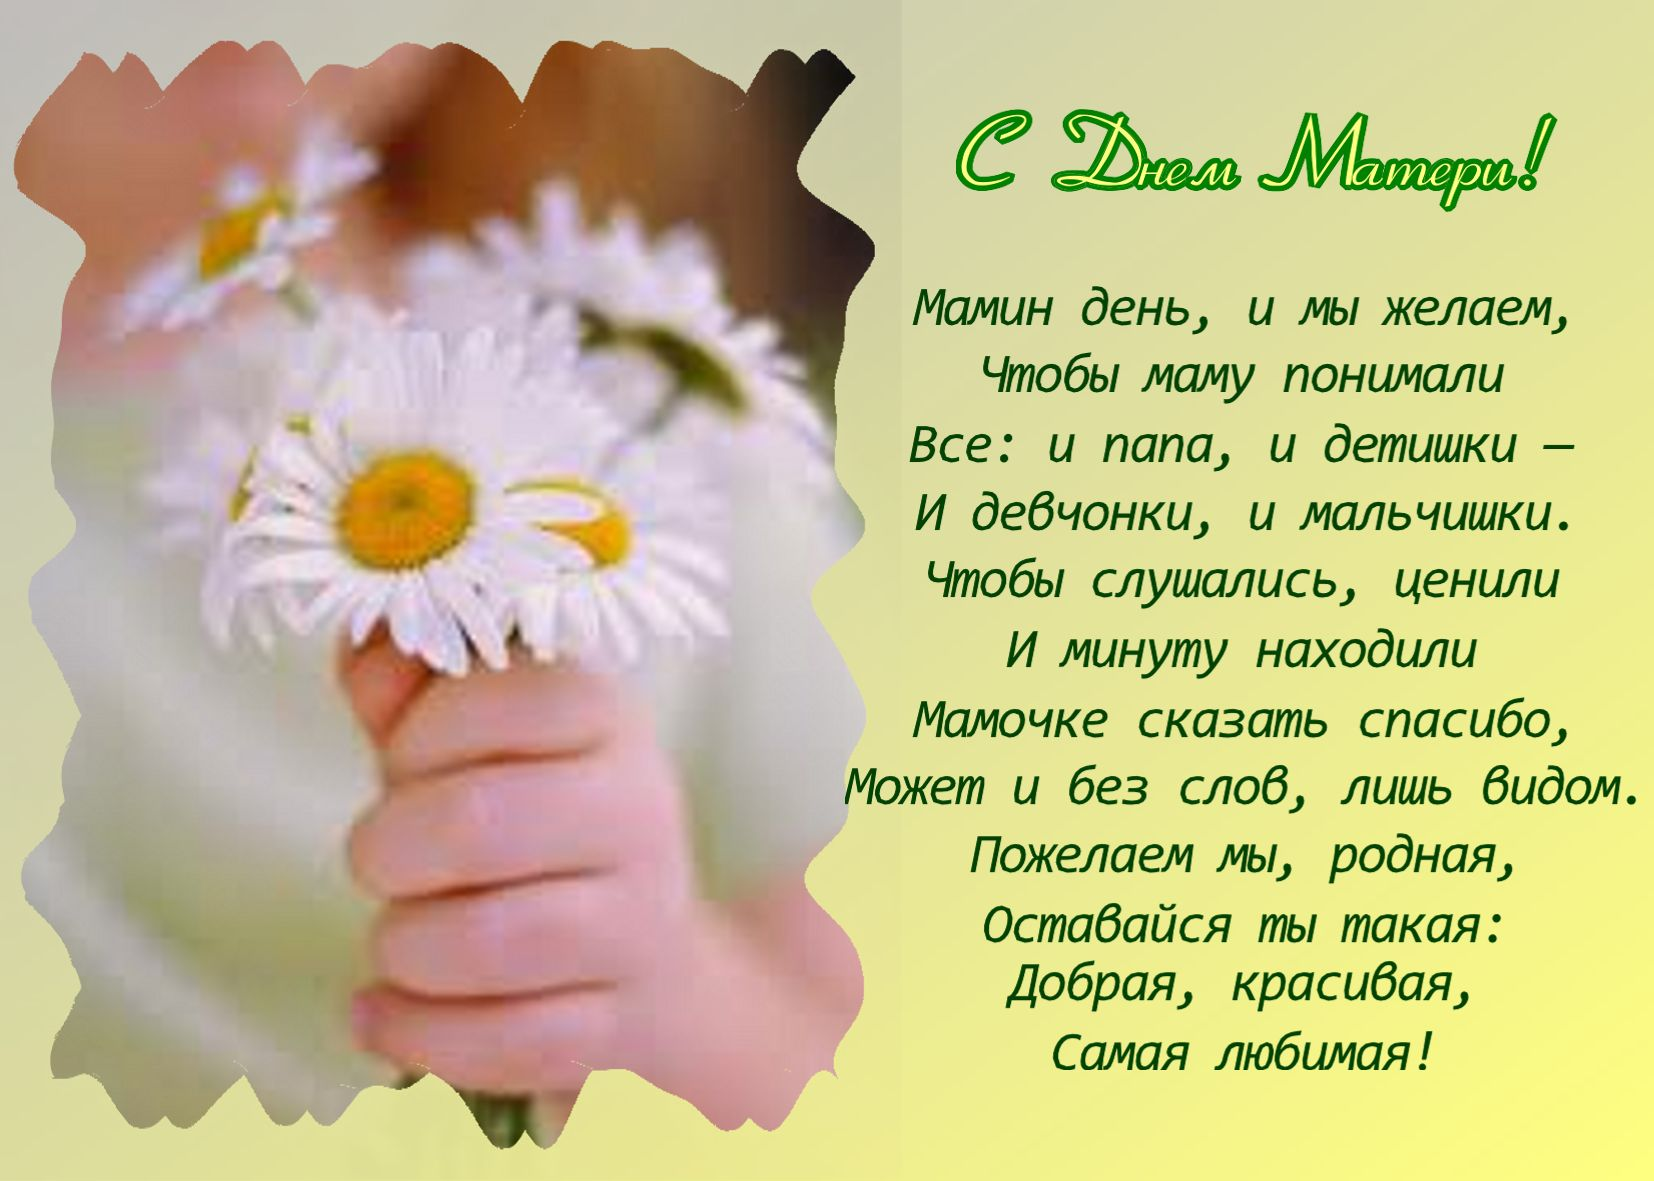 С Днем Матери!
Мамин день, и мы желаем,
Чтобы маму понимали
Все: и папа, и детишки —
И девчонки, и мальчишки.
Чтобы слушались, ценили
И минуту находили
Мамочке сказать спасибо,
Может и без слов, лишь видом.
Пожелаем мы, родная,
Оставайся ты такая:
Добрая, красивая,
Самая любимая!